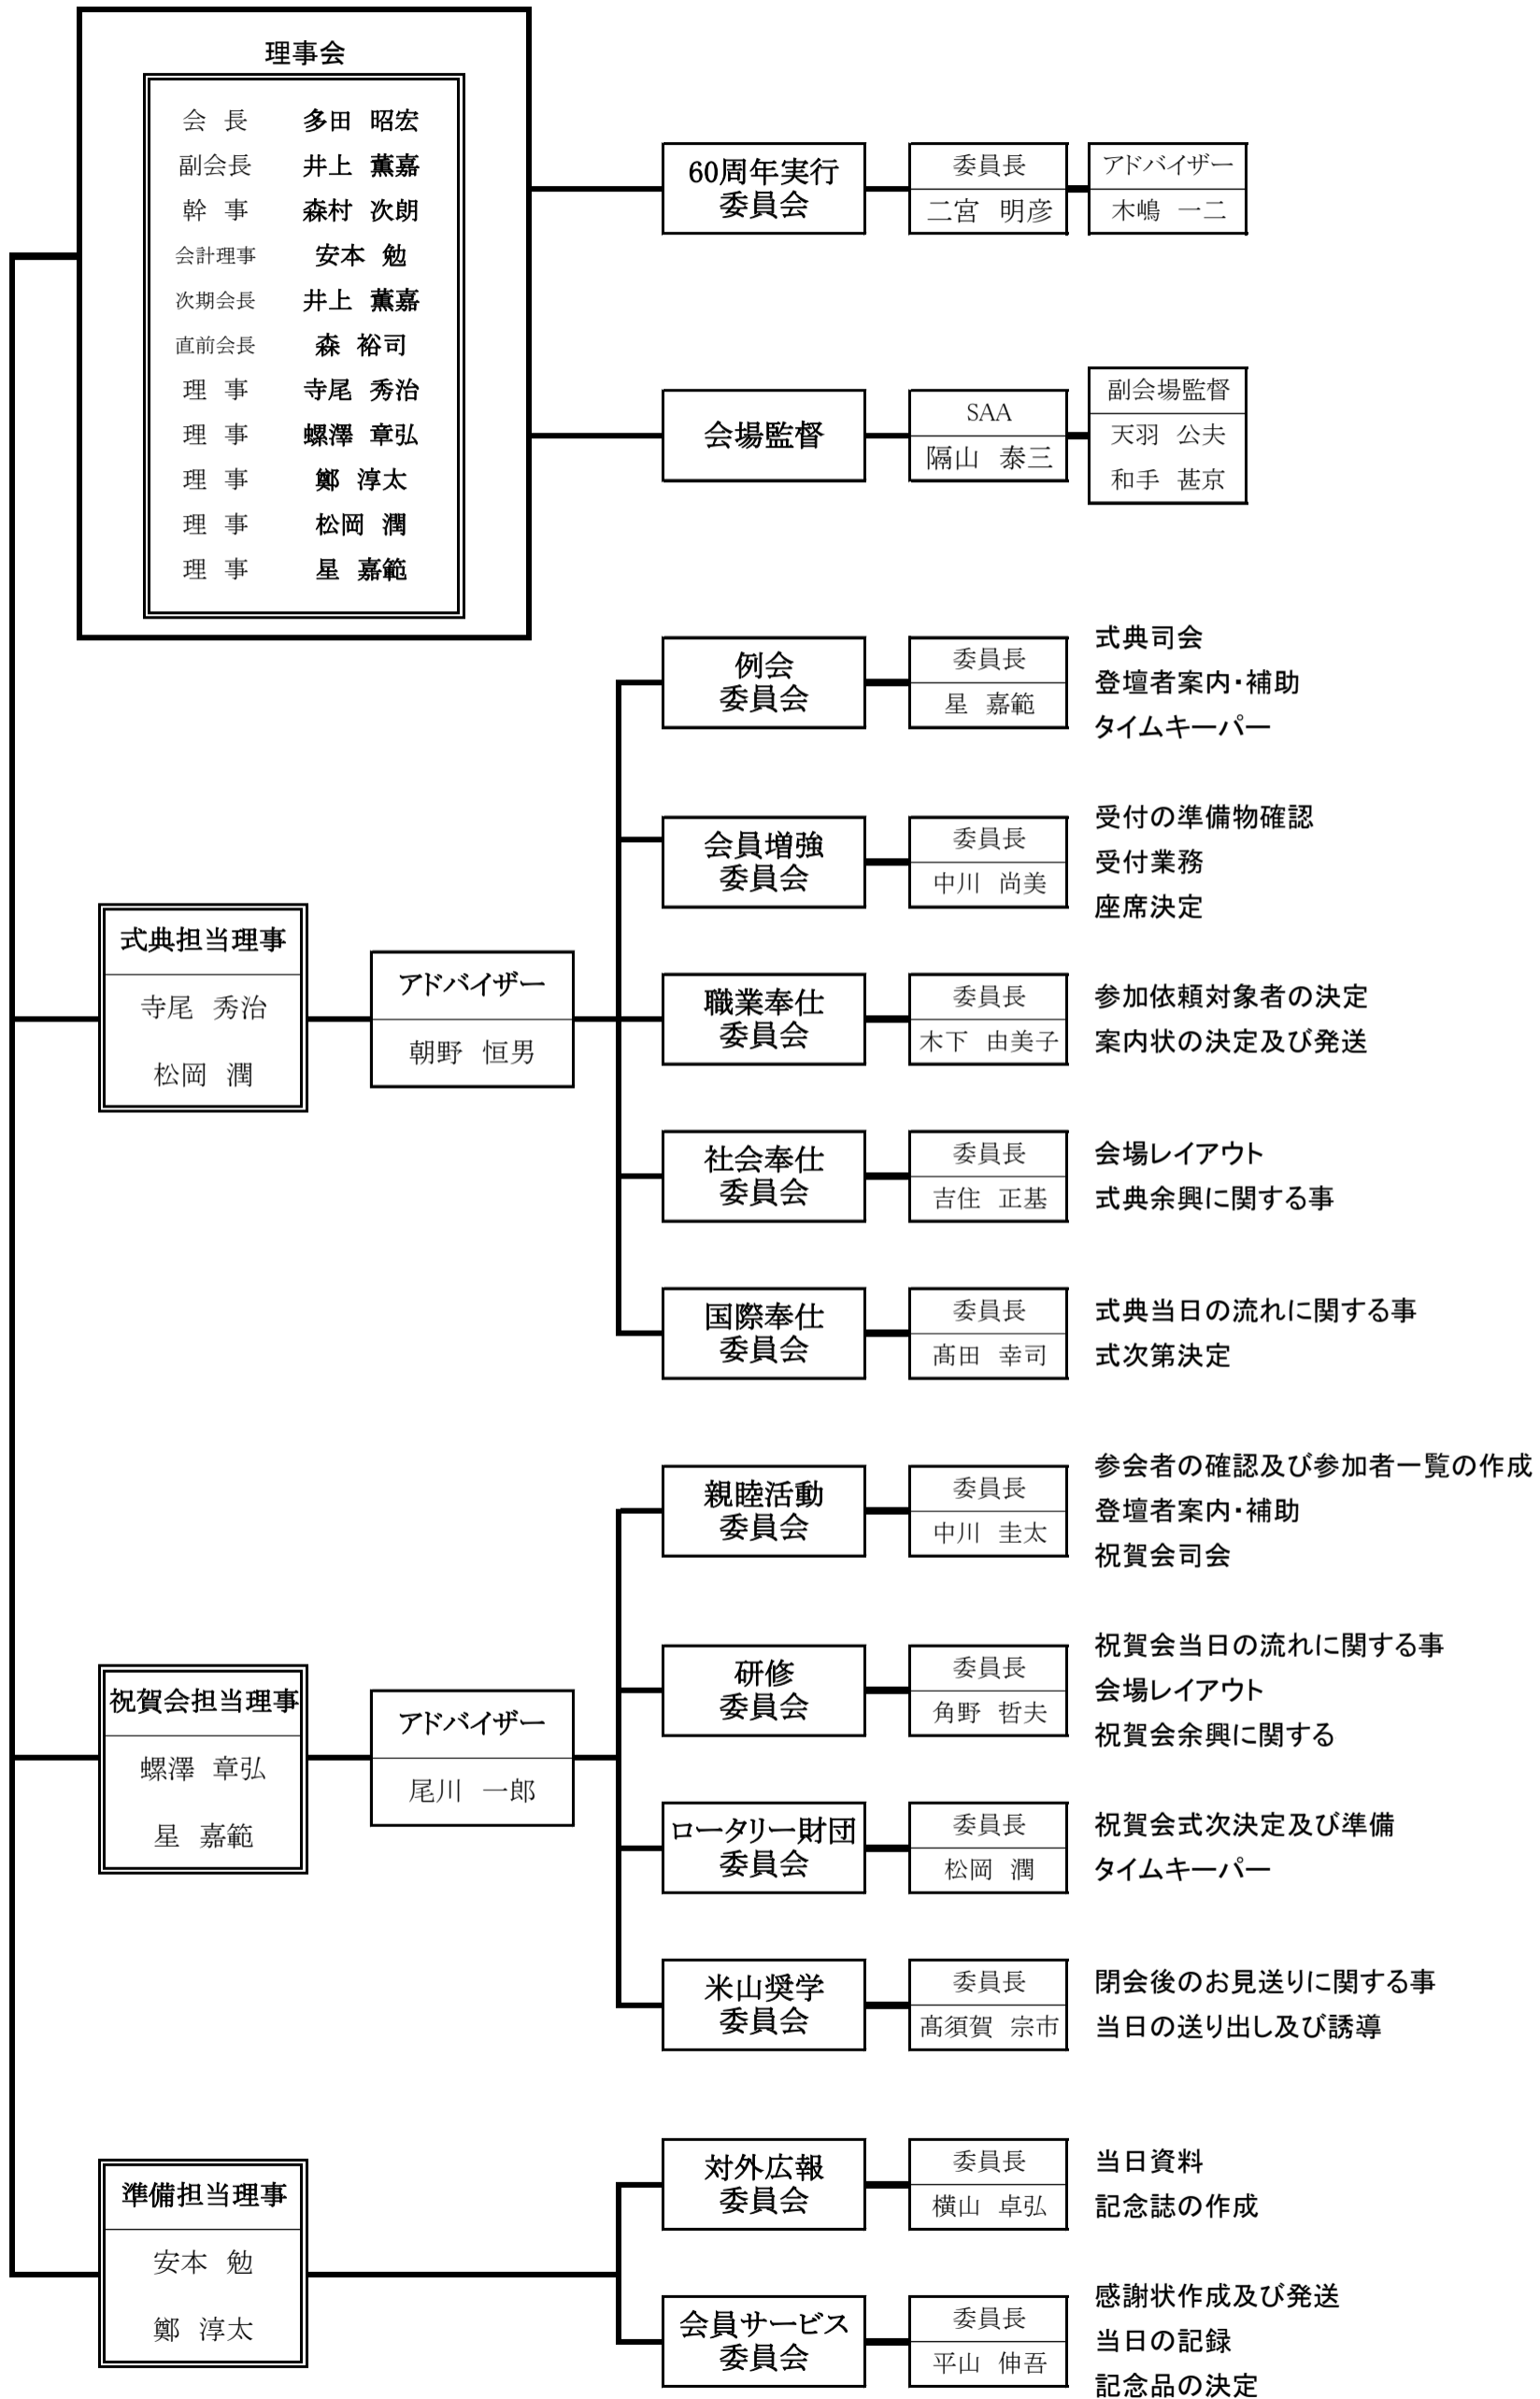 理事会
会 長 多田 昭宏
副会長 井上 薫嘉
幹 事 森村 次朗
会計理事 安本 勉
次期会長 井上 薫嘉
直前会長 森 裕司
理 事 寺尾 秀治
理 事 螺澤 章弘
理 事 鄭 淳太
理 事 松岡 潤
理 事 星 嘉範
60周年実行
委員会
委員長
二宮 明彦
アドバイザー
木嶋 一二
会場監督
SAA
隔山 泰三
副会場監督
天羽 公夫
和手 甚京
式典担当理事
寺尾 秀治
松岡 潤
アドバイザー
朝野 恒男
例会
委員会
委員長
星 嘉範
式典司会
登壇者案内・補助
タイムキーパー
会員増強
委員会
委員長
中川 尚美
受付の準備物確認
受付業務
座席決定
職業奉仕
委員会
委員長
木下 由美子
参加依頼対象者の決定
案内状の決定及び発送
社会奉仕
委員会
委員長
吉住 正基
会場レイアウト
式典余興に関する事
国際奉仕
委員会
委員長
髙田 幸司
式典当日の流れに関する事
式次第決定
祝賀会担当理事
螺澤 章弘
星 嘉範
アドバイザー
尾川 一郎
親睦活動
委員会
委員長
中川 圭太
参会者の確認及び参加者一覧の作成
登壇者案内・補助
祝賀会司会
研修
委員会
委員長
角野 哲夫
祝賀会当日の流れに関する事
会場レイアウト
祝賀会余興に関する
ロータリー財団
委員会
委員長
松岡 潤
祝賀会式次決定及び準備
タイムキーパー
米山奨学
委員会
委員長
髙須賀 宗市
閉会後のお見送りに関する事
当日の送り出し及び誘導
準備担当理事
安本 勉
鄭 淳太
対外広報
委員会
委員長
横山 卓弘
当日資料
記念誌の作成
会員サービス
委員会
委員長
平山 伸吾
感謝状作成及び発送
当日の記録
記念品の決定